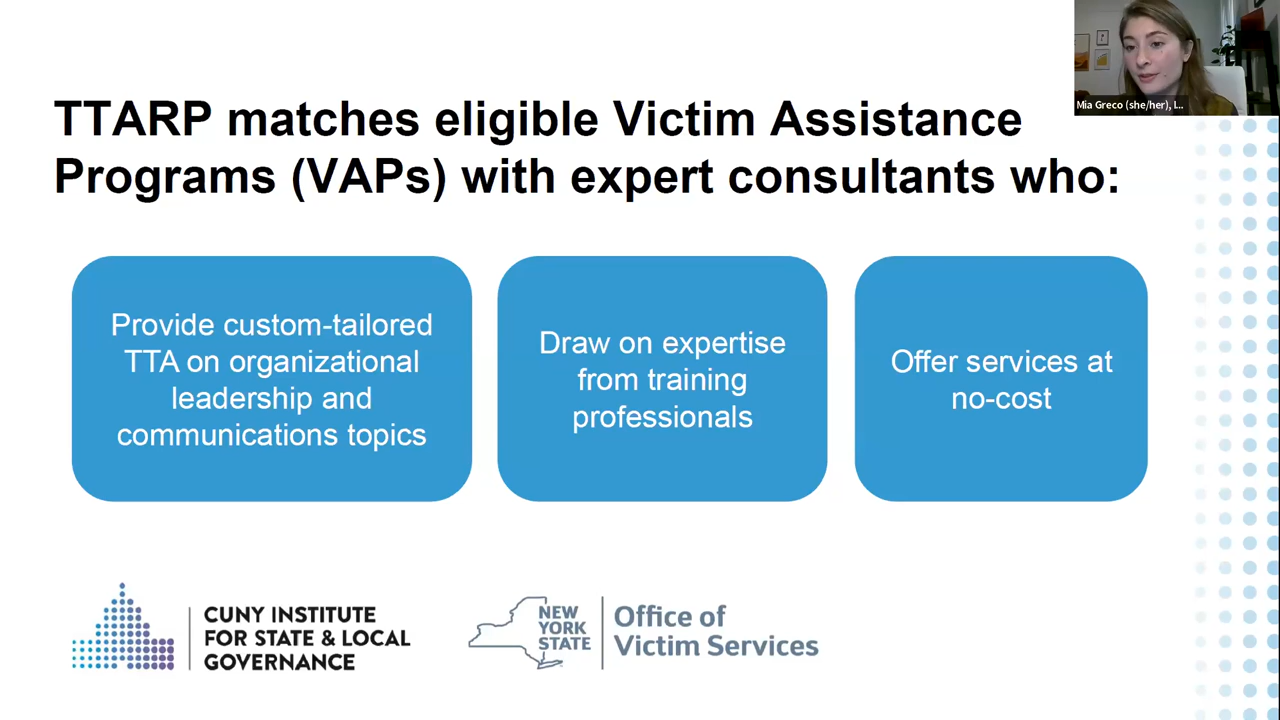 TTARP matches eligible Victim Assistance
Programs (VAPs) with expert consultants who:
Mia Greco (she/her), I...
Provide custom-tailored
TTA on organizational
leadership and
communications topics
Draw on expertise
from training
professionals
Offer services at
no-cost
CUNY INSTITUTE
FOR STATE & LOCAL
GOVERNANCE
NEW
YORK
STATE
Office of
Victim Services